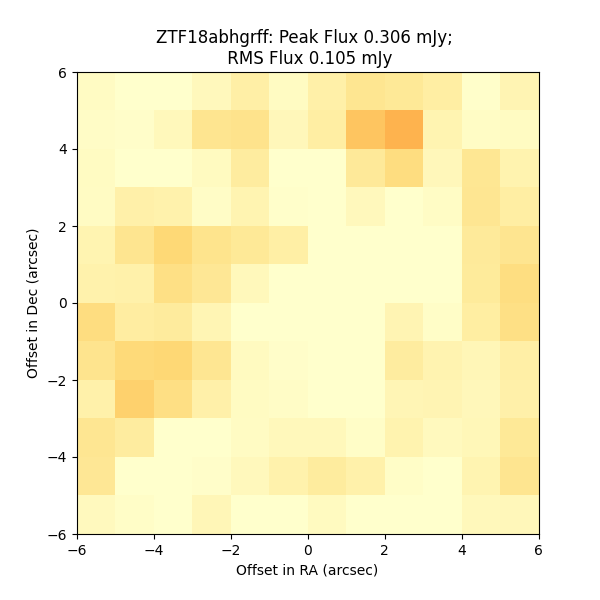 ZTF18abhgrff: Peak Flux 0.306 mJy;
RMS Flux 0.105 mJy
6
4
2
0
−2
−4
−6
Offset in Dec (arcsec)
−6 −4 −2 0 2 4 6
Offset in RA (arcsec)